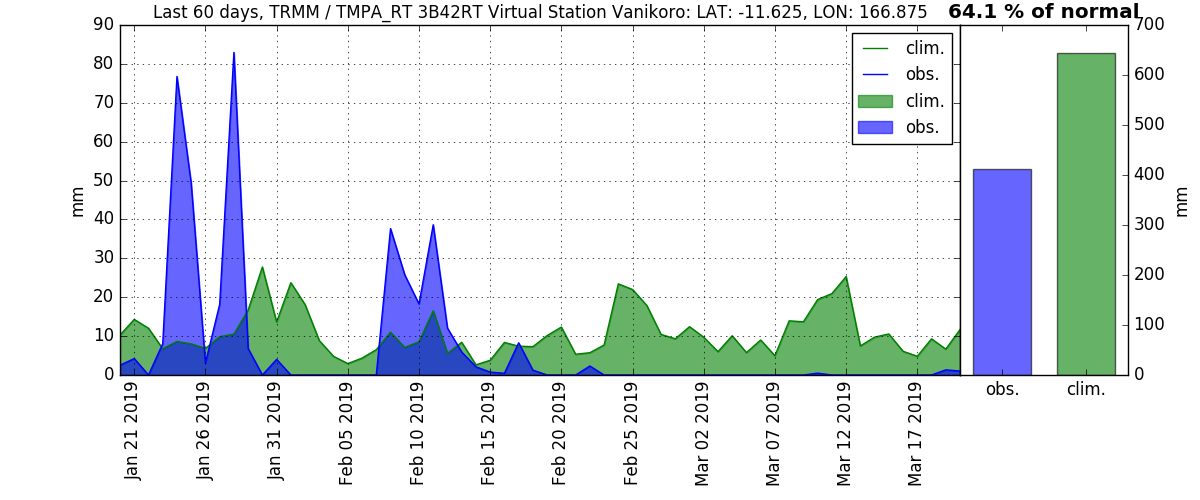 Last 60 days, TRMM / TMPA_RT 3B42RT Virtual Station Vanikoro: LAT: -11.625, LON: 166.875
64.1 % of normal
90
80
70
60
50
40
30
20
10
0
mm
clim.
obs.
clim.
obs.
700
600
500
400
300
200
100
0
mm
Jan 21 2019
Jan 26 2019
Jan 31 2019
Feb 05 2019
Feb 10 2019
Feb 15 2019
Feb 20 2019
Feb 25 2019
Mar 02 2019
Mar 07 2019
Mar 12 2019
Mar 17 2019
obs.
clim.